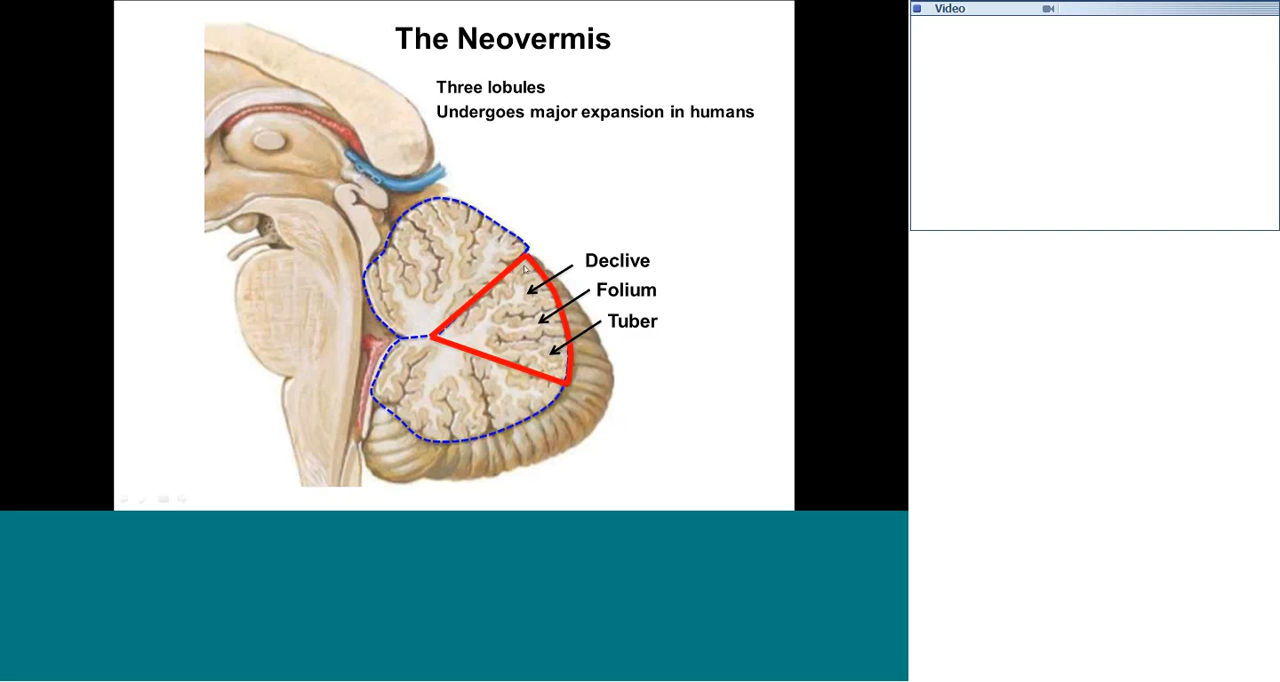 Video
The Neovermis
Three lobules
Undergoes major expansion in humans
Declive
Folium
Tuber